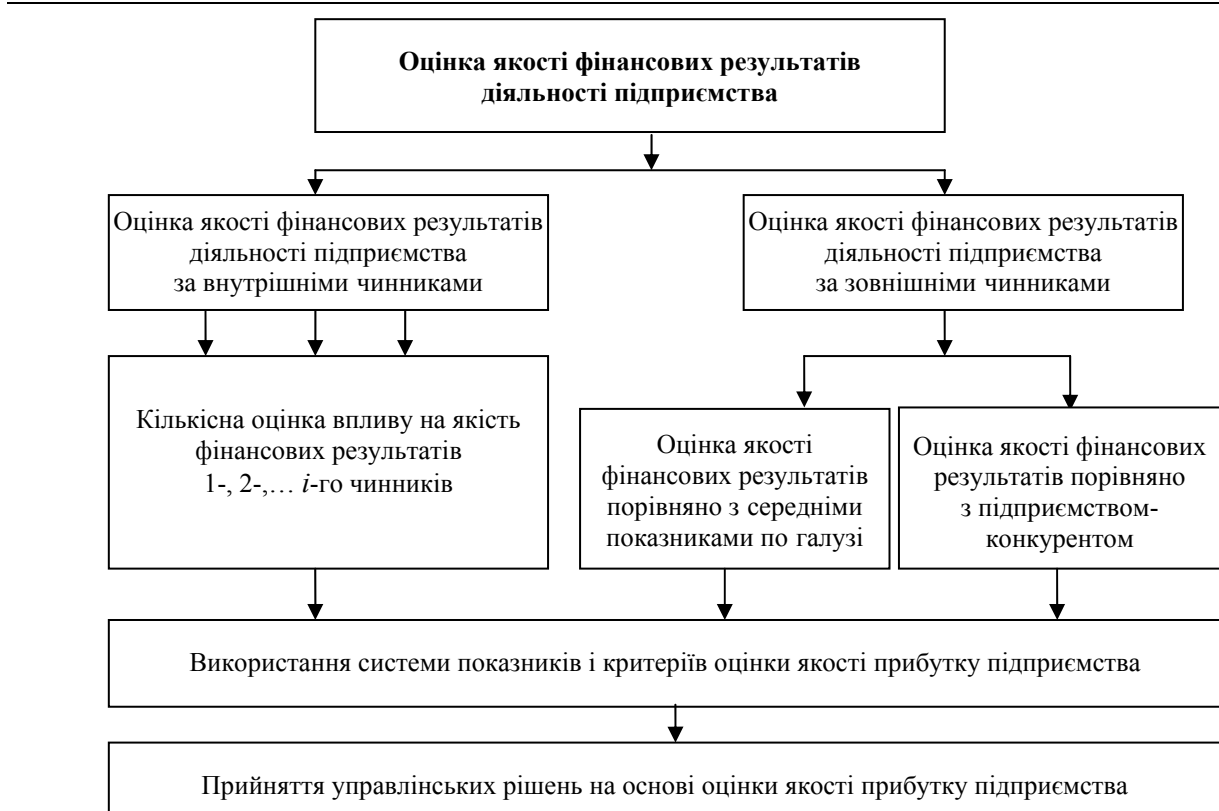 Оцінка якості фінансових результатів
діяльності підприємства
Оцінка якості фінансових результатів
діяльності підприємства
за внутрішніми чинниками
Оцінка якості фінансових результатів
діяльності підприємства
за зовнішніми чинниками
Кількісна оцінка впливу на якість
фінансових результатів
1-, 2-,… і-го чинників
Оцінка якості
фінансових результатів
порівняно з середніми
показниками по галузі
Оцінка якості фінансових
результатів порівняно
з підприємством-
конкурентом
Використання системи показників і критеріїв оцінки якості прибутку підприємства
Прийняття управлінських рішень на основі оцінки якості прибутку підприємства